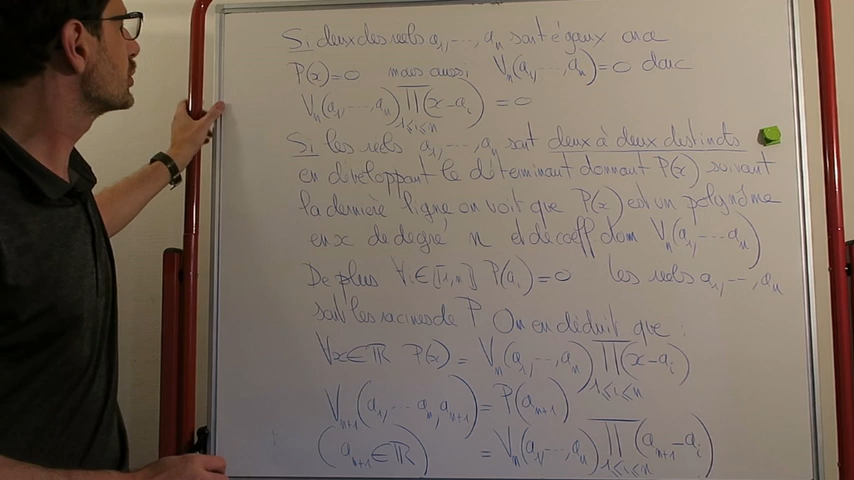 Si deux des réels a₁, ..., aₙ sont égaux on a
P(x)=0 mais aussi Vₙ(a₁, ..., aₙ)=0 donc
Vₙ(a₁, ..., aₙ) ∏_{1≤i≤n} (x-aᵢ) = 0
Si les réels a₁, ..., aₙ sont deux à deux distincts
en développant le déterminant donnant P(x) suivant
la dernière ligne on voit que P(x) est un polynôme
en x de degré n et de coeff dom Vₙ(a₁, ..., aₙ)
De plus ∀i∈⟦1,n⟧ P(aᵢ)=0 les réels a₁, ..., aₙ
sont les racines de P On en déduit que :
∀x∈ℝ P(x) = Vₙ(a₁, ..., aₙ) ∏_{1≤i≤n} (x-aᵢ)
Vₙ₊₁(a₁, ... aₙ, aₙ₊₁) = P(aₙ₊₁)
(aₙ₊₁∈ℝ) = Vₙ(a₁, ..., aₙ) ∏_{1≤i≤n} (aₙ₊₁-aᵢ)